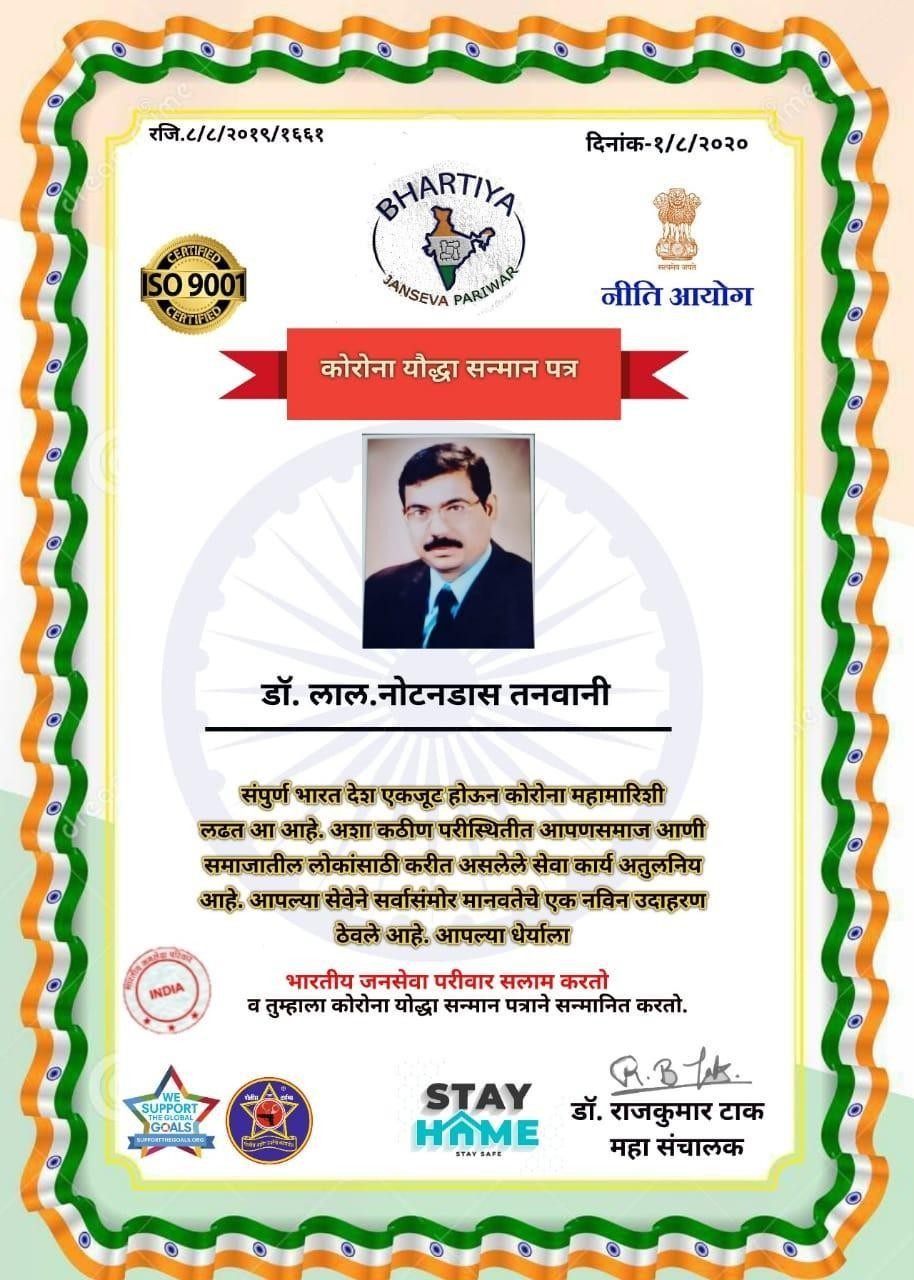 रजि.८/८/२०१९/१६६१
दिनांक-१/८/२०२०
BHARTIYA
JANSEVA PARIWAR
CERTIFIED
ISO 9001
CERTIFIED
सत्यमेव जयते
नीति आयोग
कोरोना यौद्धा सन्मान पत्र
डॉ. लाल.नोटनडास तनवानी
संपुर्ण भारत देश एकजूट होऊन कोरोना महामारिशी
लढत आ आहे. अशा कठीण परीस्थितीत आपणसमाज आणी
समाजातील लोकांसाठी करीत असलेले सेवा कार्य अतुलनिय
आहे. आपल्या सेवेने सर्वासंमोर मानवतेचे एक नविन उदाहरण
ठेवले आहे. आपल्या धेर्याला
भारतीय जनसेवा परीवार सलाम करतो
व तुम्हाला कोरोना योद्धा सन्मान पत्राने सन्मानित करतो.
INDIA
WE
SUPPORT
THE GLOBAL
GOALS
SUPPORTTHEGOALS.ORG
STAY
HOME
STAY SAFE
डॉ. राजकुमार टाक
महा संचालक